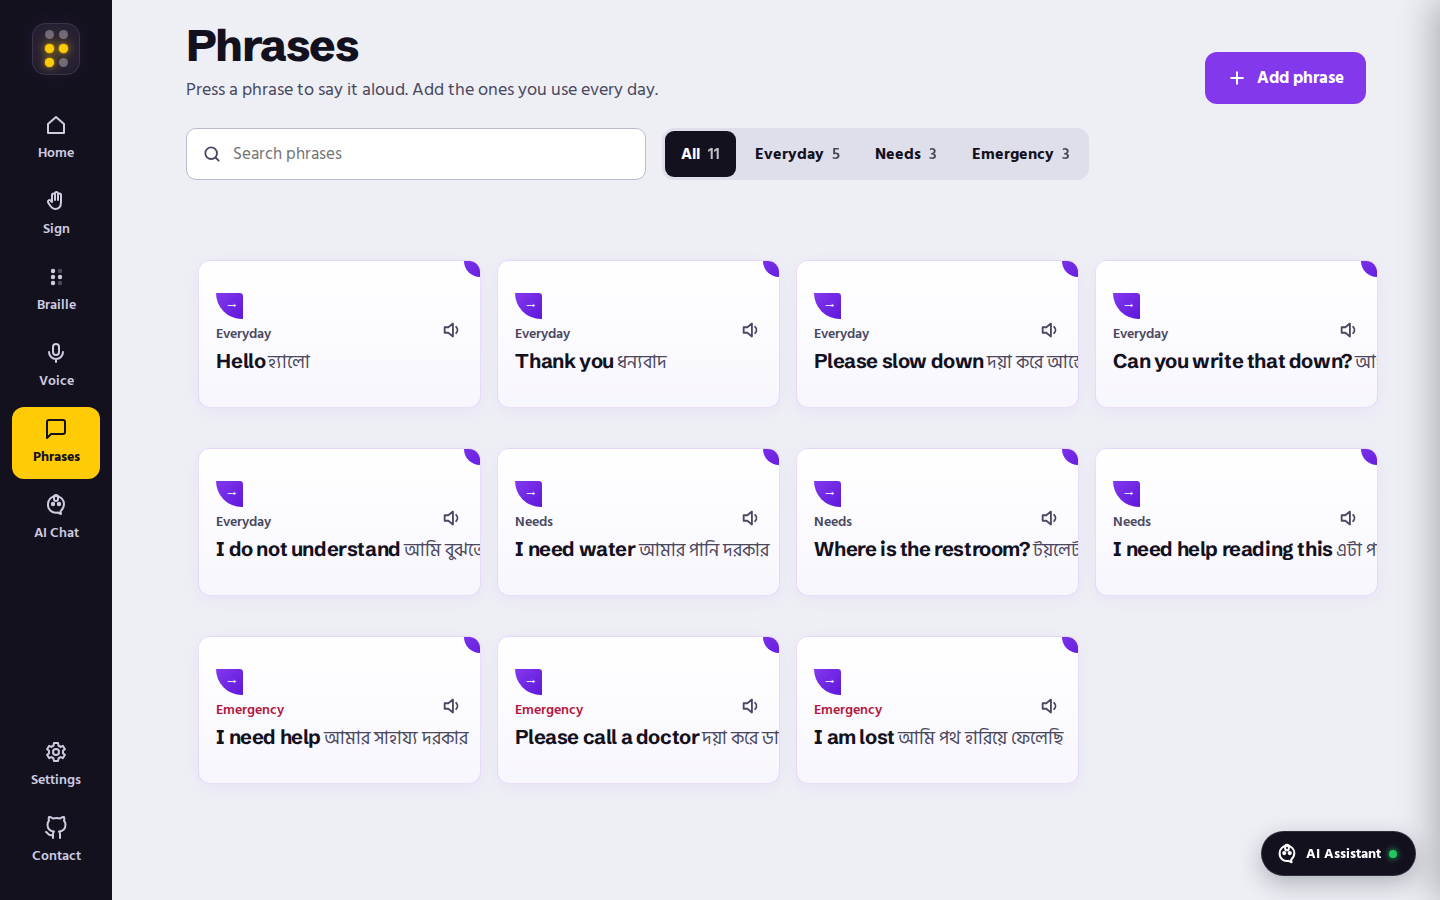 Home
Sign
Braille
Voice
Phrases
AI Chat
Settings
Contact
Phrases
Press a phrase to say it aloud. Add the ones you use every day.
+ Add phrase
Search phrases
All 11 Everyday 5 Needs 3 Emergency 3
→
Everyday
Hello হ্যালো
→
Everyday
Thank you ধন্যবাদ
→
Everyday
Please slow down দয়া করে
→
Everyday
Can you write that down?
→
Everyday
I do not understand আমি
→
Needs
I need water আমার পানি দরকার
→
Needs
Where is the restroom?
→
Needs
I need help reading this এটা
→
Emergency
I need help আমার সাহায্য দরকার
→
Emergency
Please call a doctor দয়া করে
→
Emergency
I am lost আমি পথ হারিয়ে ফেলেছি
AI Assistant